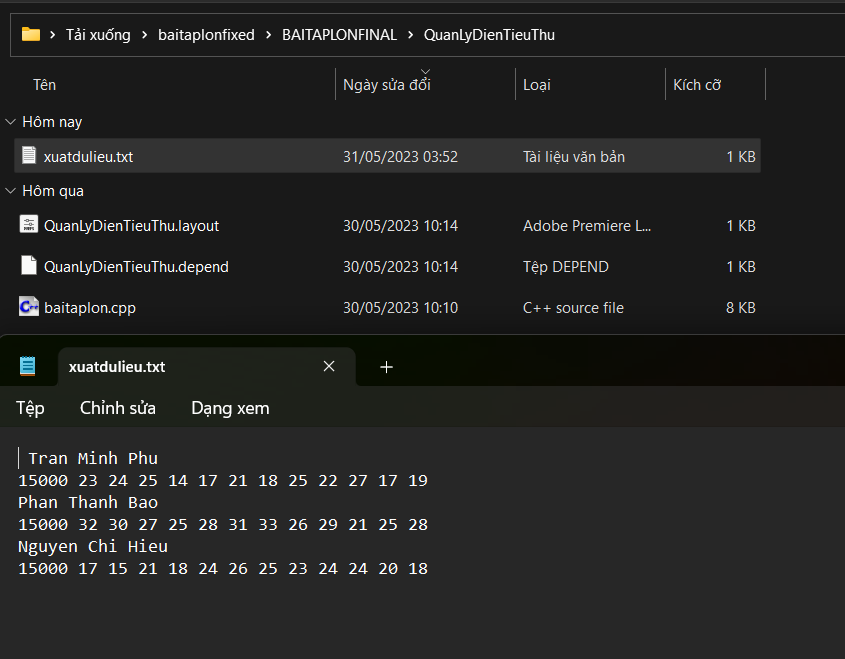 Tải xuống > baitaplonfixed > BAITAPLONFINAL > QuanLyDienTieuThu
Tên Ngày sửa đổi Loại Kích cỡ
Hôm nay
xuatdulieu.txt 31/05/2023 03:52 Tài liệu văn bản 1 KB
Hôm qua
QuanLyDienTieuThu.layout 30/05/2023 10:14 Adobe Premiere L... 1 KB
QuanLyDienTieuThu.depend 30/05/2023 10:14 Tệp DEPEND 1 KB
baitaplon.cpp 30/05/2023 10:10 C++ source file 8 KB
xuatdulieu.txt
Tệp Chỉnh sửa Dạng xem
Tran Minh Phu
15000 23 24 25 14 17 21 18 25 22 27 17 19
Phan Thanh Bao
15000 32 30 27 25 28 31 33 26 29 21 25 28
Nguyen Chi Hieu
15000 17 15 21 18 24 26 25 23 24 24 20 18